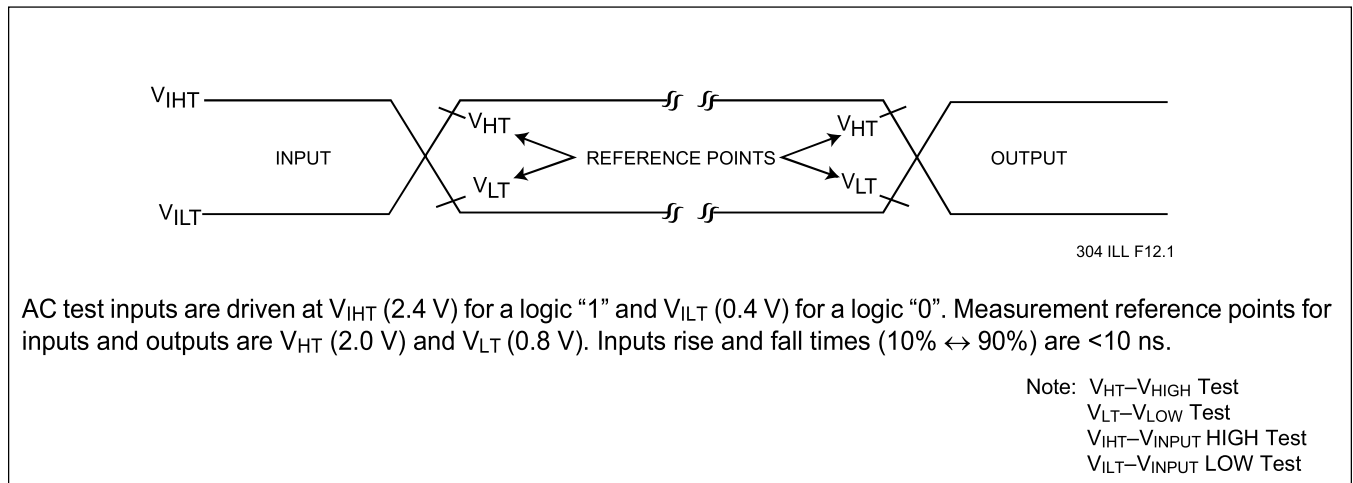 VIHT
VHT
VHT
INPUT
REFERENCE POINTS
OUTPUT
VLT
VLT
VILT
304 ILL F12.1
AC test inputs are driven at VIHT (2.4 V) for a logic “1” and VILT (0.4 V) for a logic “0”. Measurement reference points for
inputs and outputs are VHT (2.0 V) and VLT (0.8 V). Inputs rise and fall times (10% ↔ 90%) are <10 ns.
Note: VHT–VHIGH Test
VLT–VLOW Test
VIHT–VINPUT HIGH Test
VILT–VINPUT LOW Test